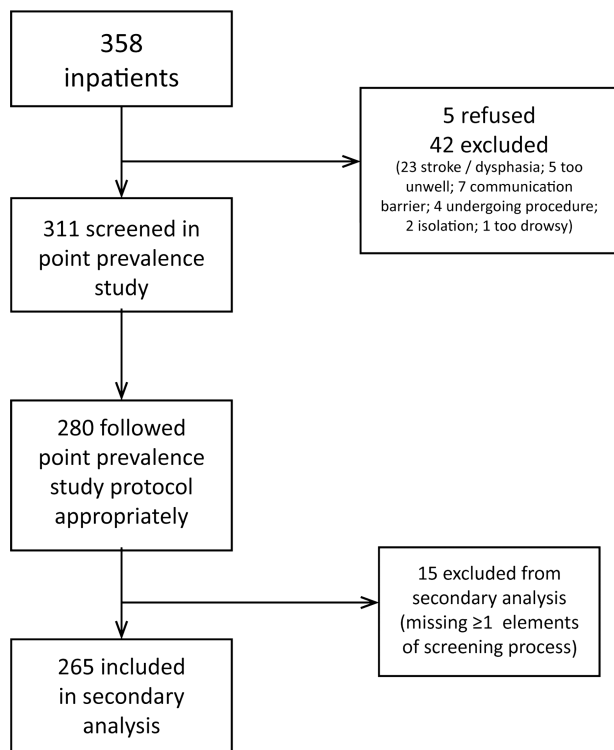 358
inpatients
5 refused
42 excluded
(23 stroke / dysphasia; 5 too
unwell; 7 communication
barrier; 4 undergoing procedure;
2 isolation; 1 too drowsy)
311 screened in
point prevalence
study
280 followed
point prevalence
study protocol
appropriately
15 excluded from
secondary analysis
(missing ≥1 elements
of screening process)
265 included
in secondary
analysis